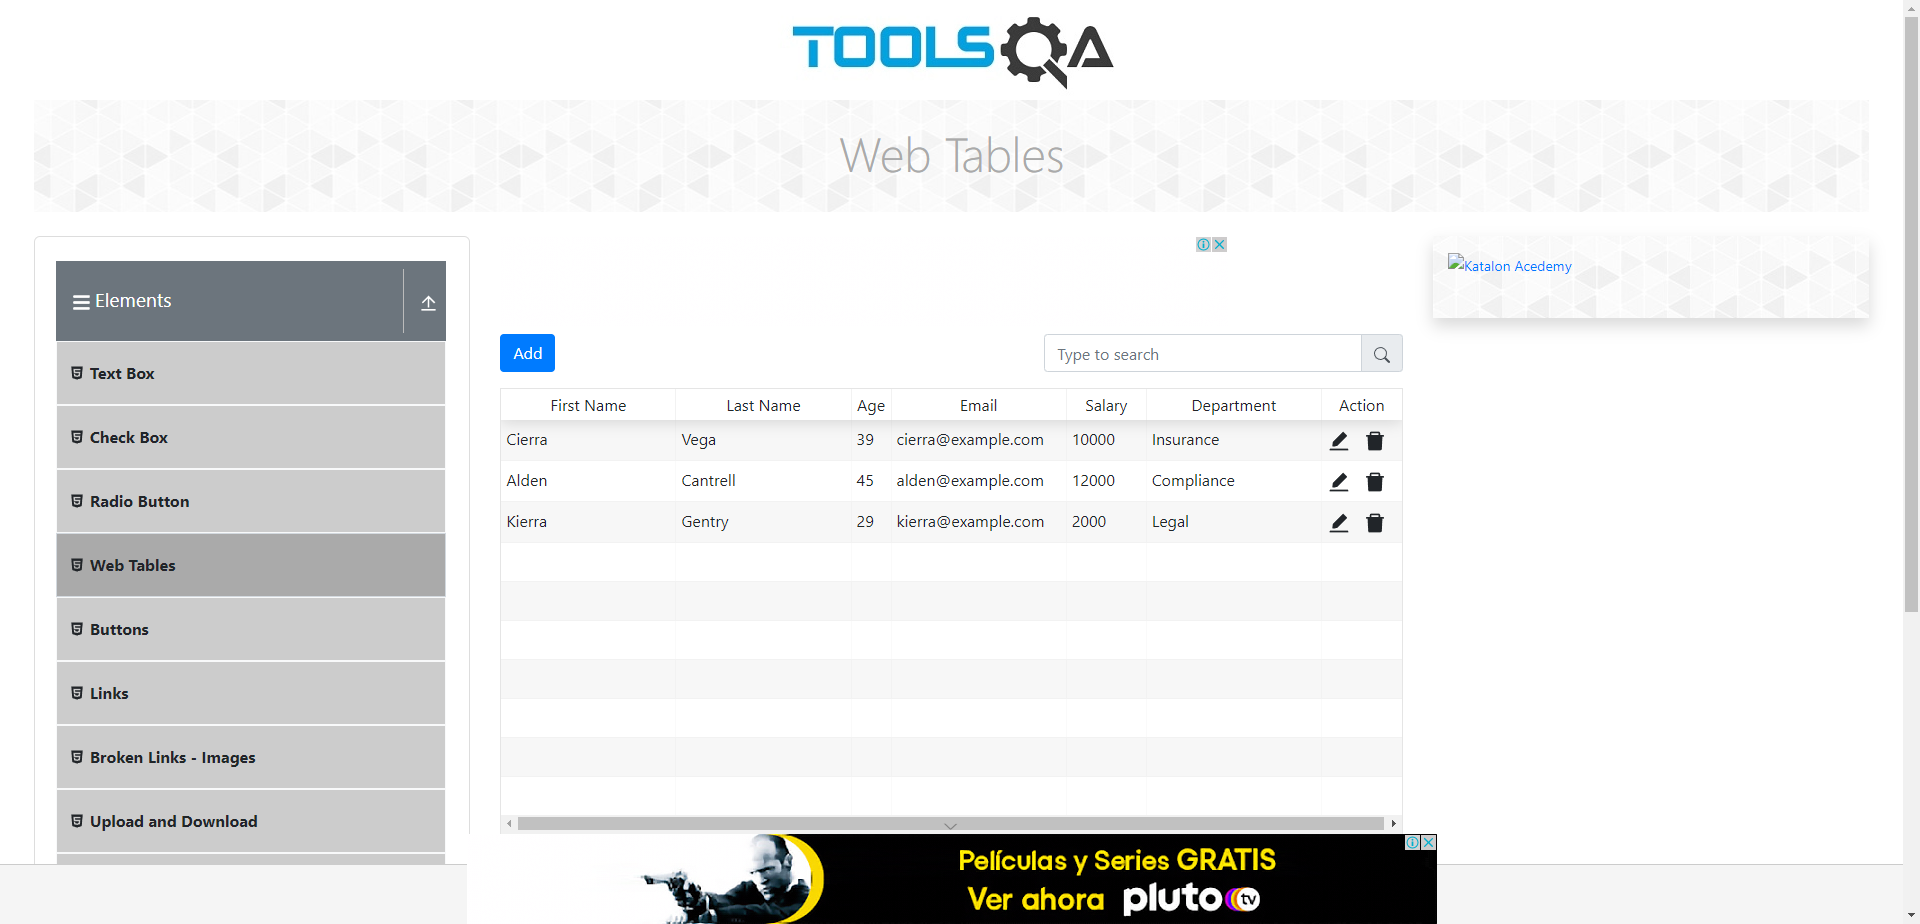 TOOLSQA
Web Tables
Elements
Text Box
Check Box
Radio Button
Web Tables
Buttons
Links
Broken Links - Images
Upload and Download
Add
Type to search
First Name Last Name Age Email Salary Department Action
Cierra Vega 39 cierra@example.com 10000 Insurance
Alden Cantrell 45 alden@example.com 12000 Compliance
Kierra Gentry 29 kierra@example.com 2000 Legal
Katalon Acedemy
Películas y Series GRATIS
Ver ahora pluto tv